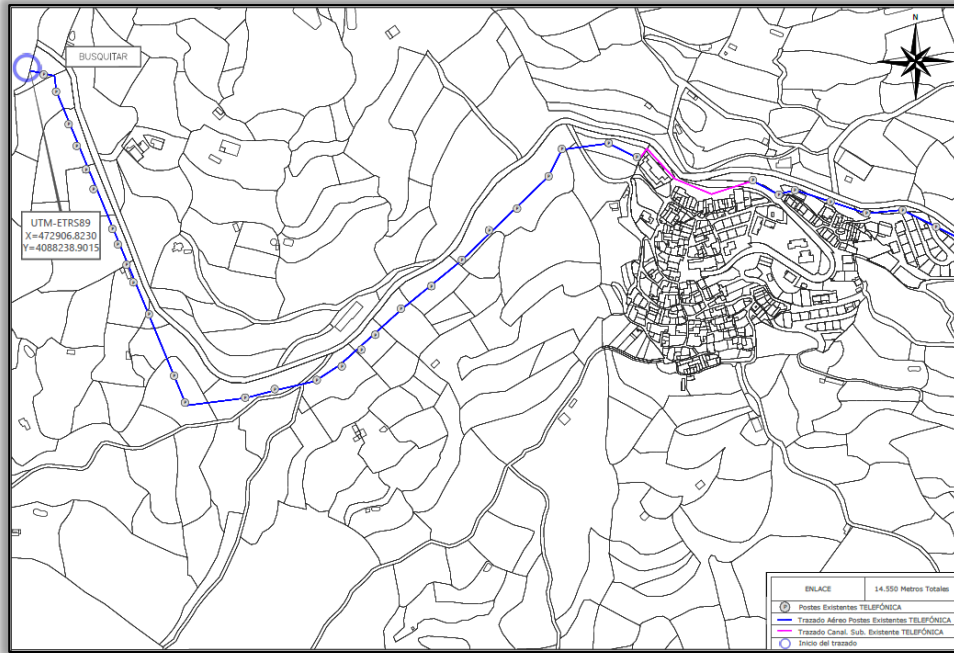 N
BUSQUITAR
UTM-ETRS89
X=472906.8230
Y=4088238.9015
ENLACE 14.550 Metros Totales
P Postes Existentes TELEFÓNICA
Trazado Aéreo Postes Existentes TELEFÓNICA
Trazado Canal. Sub. Existente TELEFÓNICA
Inicio del trazado